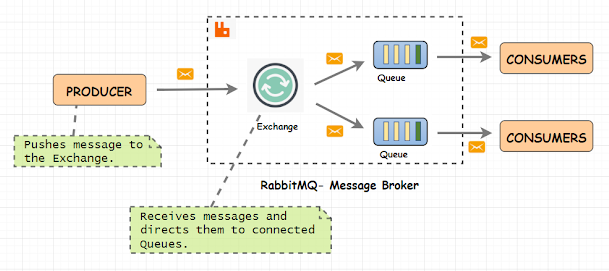 PRODUCER
Pushes message to
the Exchange.
Exchange
Queue
CONSUMERS
Queue
CONSUMERS
RabbitMQ- Message Broker
Receives messages and
directs them to connected
Queues.